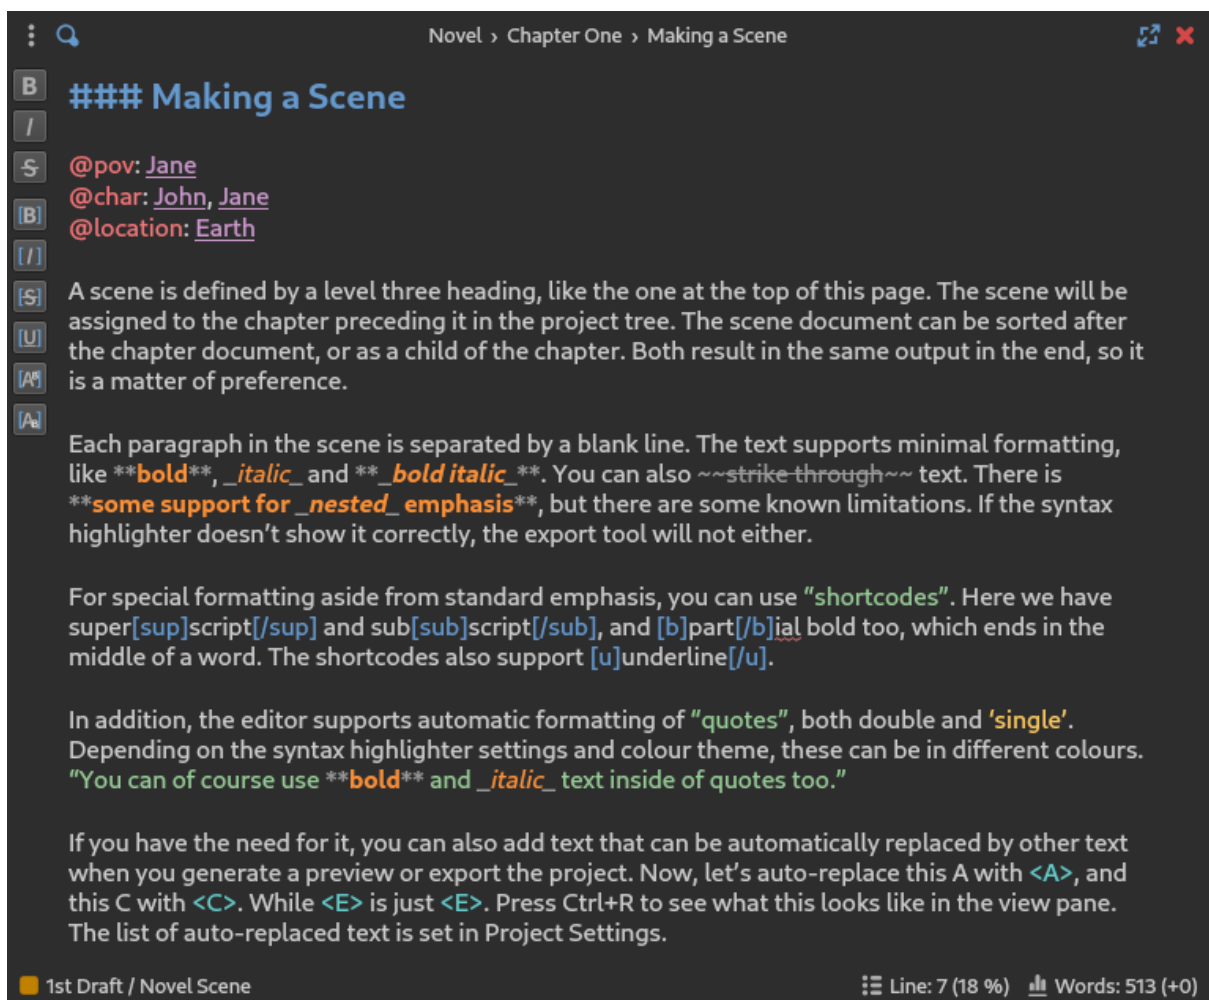 Novel › Chapter One › Making a Scene
B
I
S
[B]
[I]
[S]
[U]
[AB]
[AB]
### Making a Scene
@pov: Jane
@char: John, Jane
@location: Earth
A scene is defined by a level three heading, like the one at the top of this page. The scene will be
assigned to the chapter preceding it in the project tree. The scene document can be sorted after
the chapter document, or as a child of the chapter. Both result in the same output in the end, so it
is a matter of preference.
Each paragraph in the scene is separated by a blank line. The text supports minimal formatting,
like **bold**, _italic_ and **_bold italic_**. You can also ~~strike through~~ text. There is
**some support for _nested_ emphasis**, but there are some known limitations. If the syntax
highlighter doesn’t show it correctly, the export tool will not either.
For special formatting aside from standard emphasis, you can use “shortcodes”. Here we have
super[sup]script[/sup] and sub[sub]script[/sub], and [b]part[/b]ial bold too, which ends in the
middle of a word. The shortcodes also support [u]underline[/u].
In addition, the editor supports automatic formatting of “quotes”, both double and ‘single’.
Depending on the syntax highlighter settings and colour theme, these can be in different colours.
“You can of course use **bold** and _italic_ text inside of quotes too.”
If you have the need for it, you can also add text that can be automatically replaced by other text
when you generate a preview or export the project. Now, let’s auto-replace this A with <A>, and
this C with <C>. While <E> is just <E>. Press Ctrl+R to see what this looks like in the view pane.
The list of auto-replaced text is set in Project Settings.
1st Draft / Novel Scene
Line: 7 (18 %)
Words: 513 (+0)